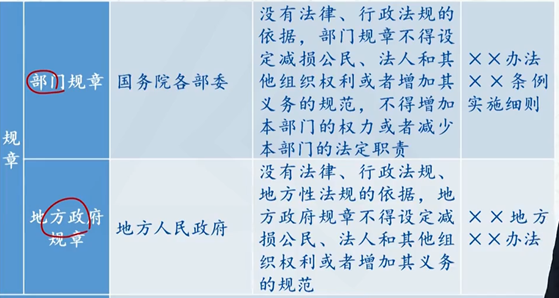 规
章
部门规章
国务院各部委
没有法律、行政法规的
依据，部门规章不得设
定减损公民、法人和其
他组织权利或者增加其
义务的规范，不得增加
本部门的权力或者减少
本部门的法定职责
××办法
××条例
实施细则
地方政府
规章
地方人民政府
没有法律、行政法规、
地方性法规的依据，地
方政府规章不得设定减
损公民、法人和其他组
织权利或者增加其义务
的规范
××地方
××办法